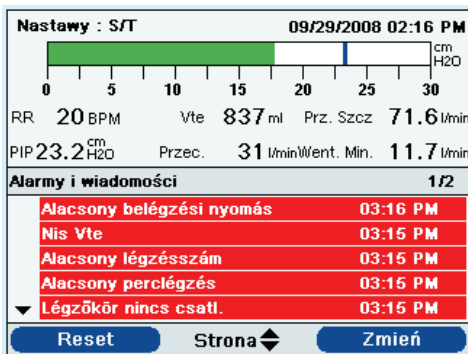 Nastawy : S/T 09/29/2008 02:16 PM
cm H2O
0 5 10 15 20 25 30
RR 20 BPM Vte 837 ml Prz. Szcz 71.6 l/min
PIP 23.2 cm H2O Przec. 31 l/min Went. Min. 11.7 l/min
Alarmy i wiadomości 1/2
Alacsony belégzési nyomás 03:16 PM
Nis Vte 03:15 PM
Alacsony légzésszám 03:15 PM
Alacsony perclégzés 03:15 PM
Légzőkör nincs csatl. 03:15 PM
Reset Strona Zmień